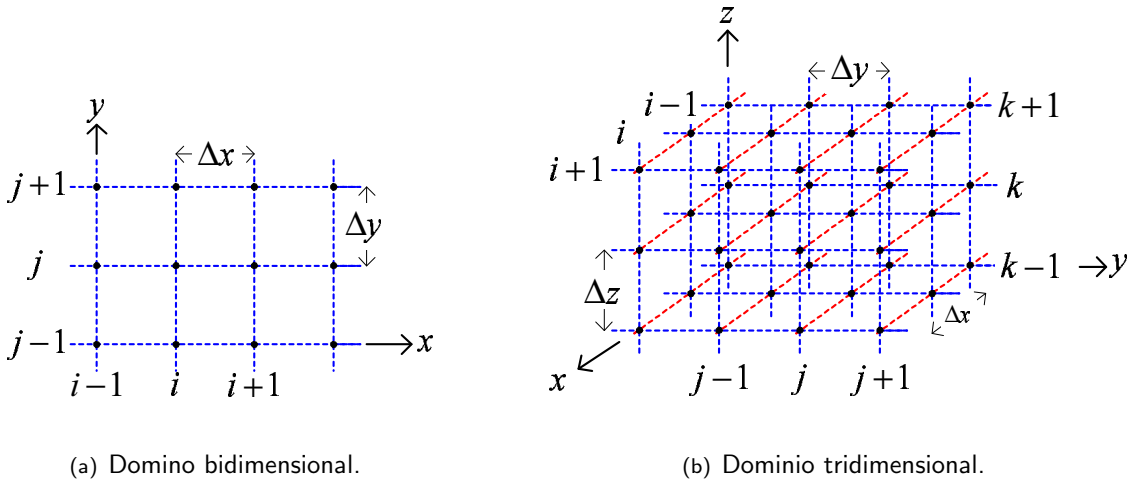 y
Δx
j+1
Δy
j
j−1
x
i−1 i i+1
(a) Domino bidimensional.
z
Δy
i−1
k+1
i
i+1
k
k−1
y
Δz
Δx
x
j−1 j j+1
(b) Dominio tridimensional.